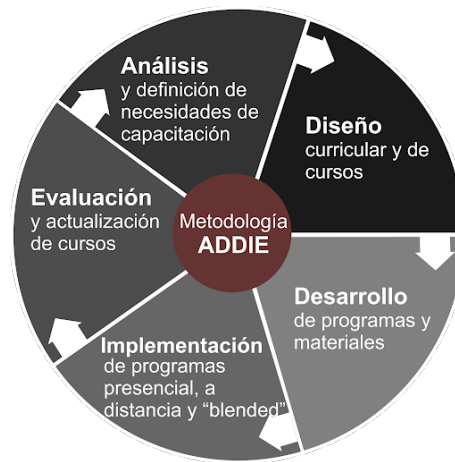 Análisis
y definición de
necesidades de
capacitación
Diseño
curricular y de
cursos
Desarrollo
de programas y
materiales
Implementación
de programas
presencial, a
distancia y “blended”
Evaluación
y actualización
de cursos
Metodología
ADDIE